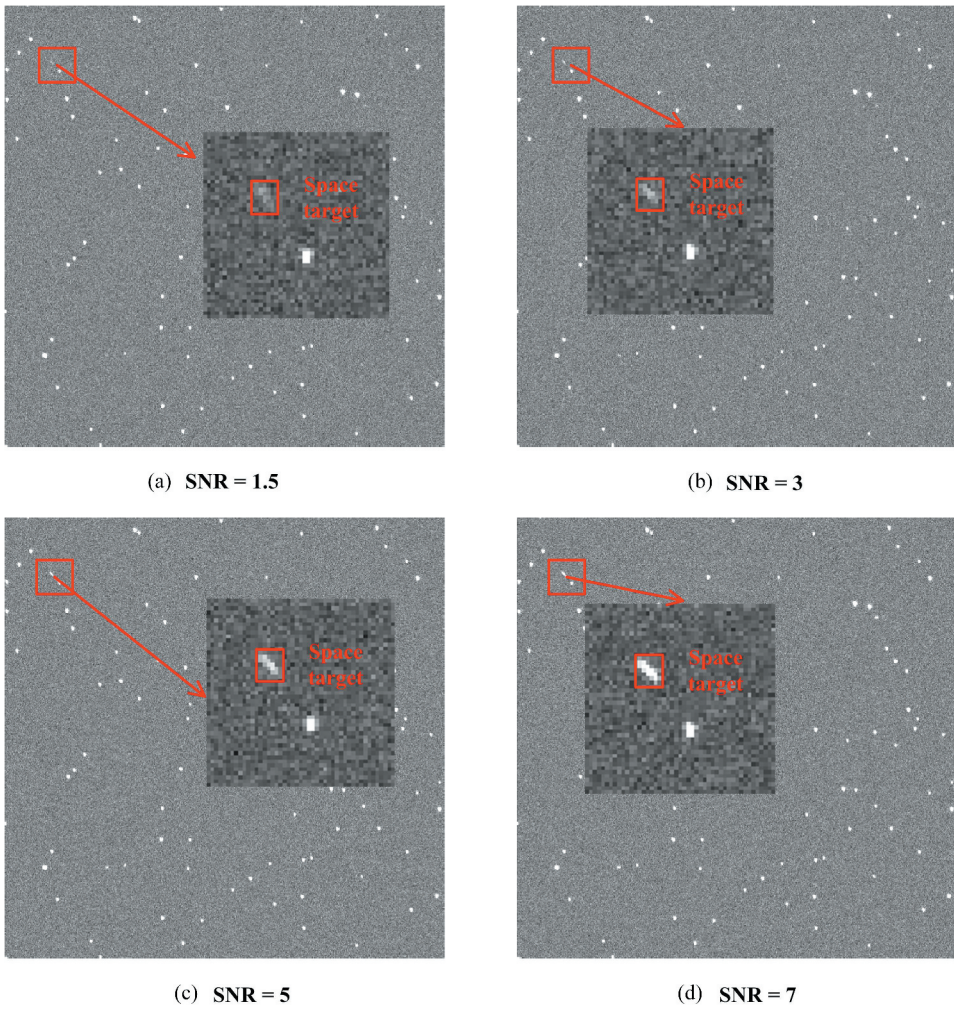 Space
target
Space
target
(a) SNR = 1.5
(b) SNR = 3
Space
target
Space
target
(c) SNR = 5
(d) SNR = 7